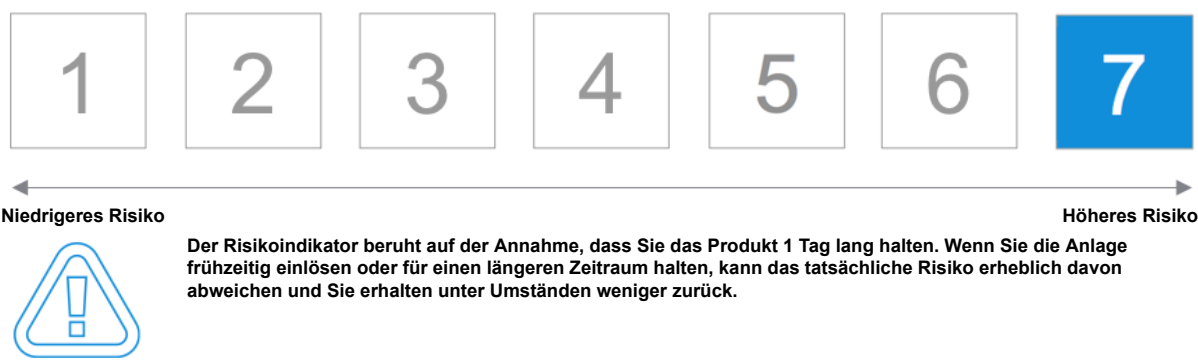 1 2 3 4 5 6 7
Niedrigeres Risiko Höheres Risiko
Der Risikoindikator beruht auf der Annahme, dass Sie das Produkt 1 Tag lang halten. Wenn Sie die Anlage
frühzeitig einlösen oder für einen längeren Zeitraum halten, kann das tatsächliche Risiko erheblich davon
abweichen und Sie erhalten unter Umständen weniger zurück.